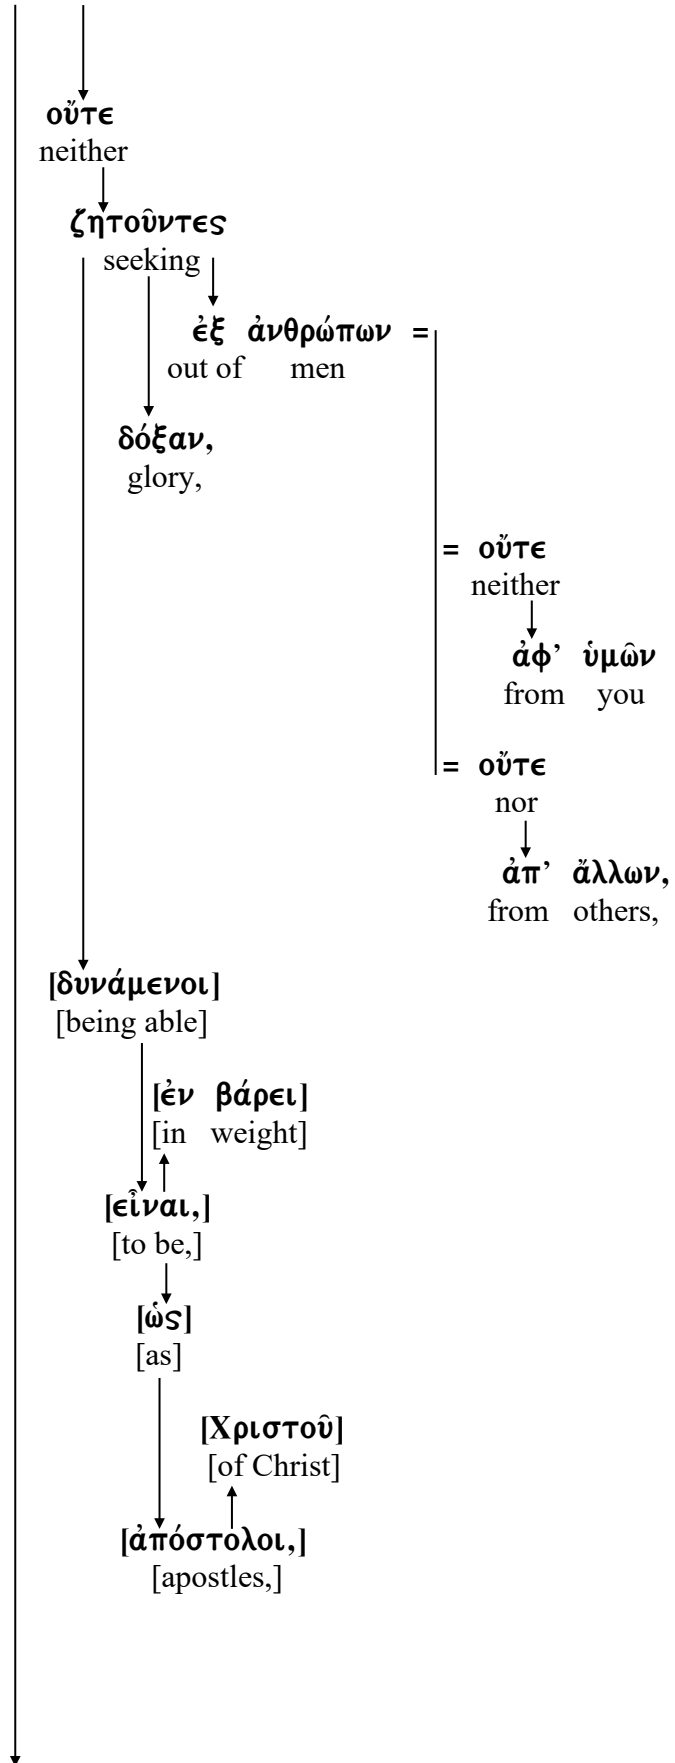 οὔτε
neither
ζητοῦντες
seeking
ἐξ ἀνθρώπων =
out of men
δόξαν,
glory,
= οὔτε
neither
ἀφ’ ὑμῶν
from you
= οὔτε
nor
ἀπ’ ἄλλων,
from others,
[δυνάμενοι]
[being able]
[ἐν βάρει]
[in weight]
[εἶναι,]
[to be,]
[ὡς]
[as]
[Χριστοῦ]
[of Christ]
[ἀπόστολοι,]
[apostles,]